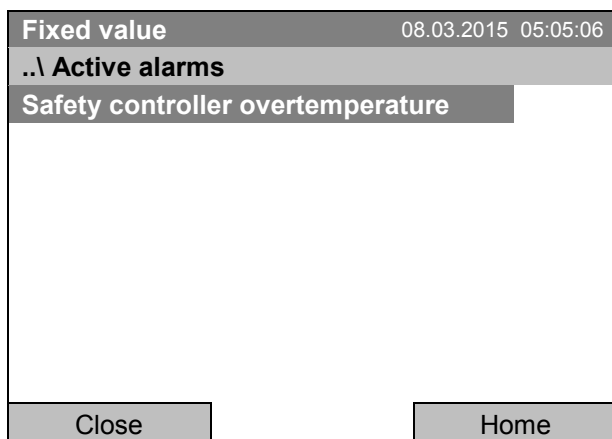 Fixed value 08.03.2015 05:05:06
..\ Active alarms
Safety controller overtemperature
Close Home